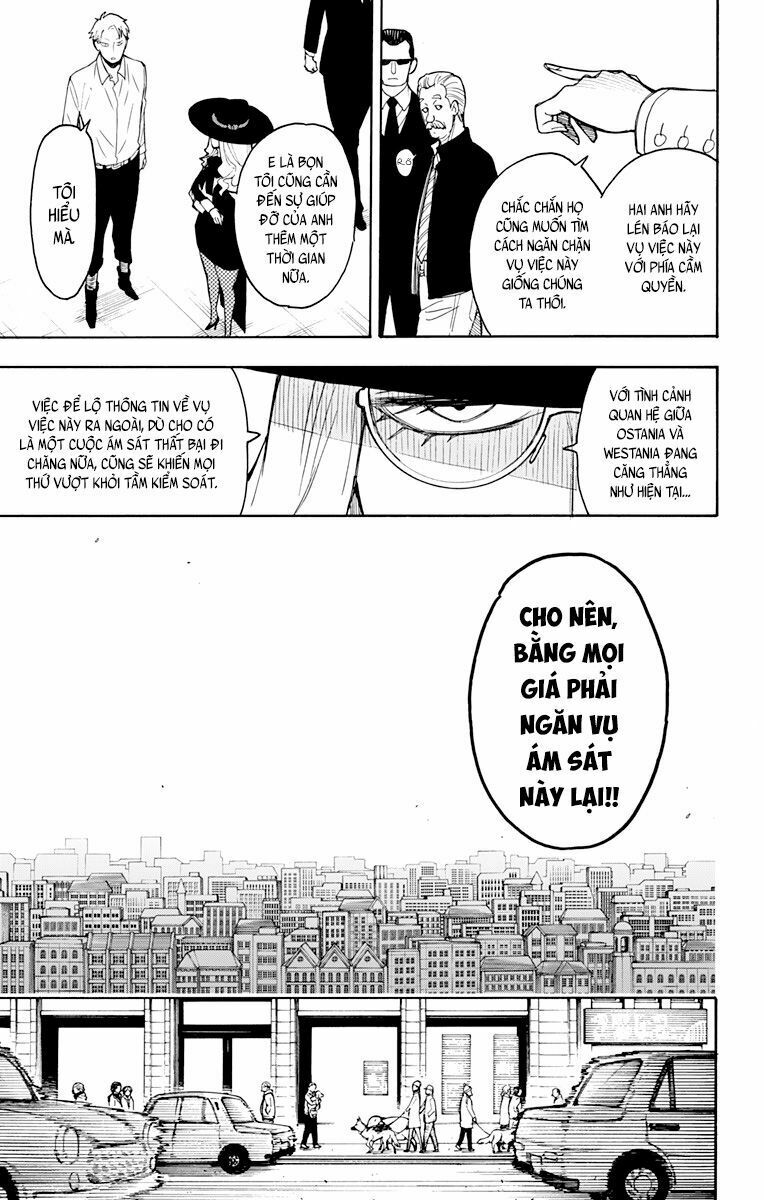 HAI ANH HÃY
LÉN BÁO LẠI
VỤ VIỆC NÀY
VỚI PHÍA CẦM
QUYỀN.
CHẮC CHẮN HỌ
CŨNG MUỐN TÌM
CÁCH NGĂN CHẶN
VỤ VIỆC NÀY
GIỐNG CHÚNG
TA THÔI.
E LÀ BỌN
TÔI CŨNG CẦN
ĐẾN SỰ GIÚP
ĐỠ CỦA ANH
THÊM MỘT
THỜI GIAN
NỮA.
TÔI
HIỂU
MÀ.
VỚI TÌNH CẢNH
QUAN HỆ GIỮA
OSTANIA VÀ
WESTANIA ĐANG
CĂNG THẲNG
NHƯ HIỆN TẠI...
VIỆC ĐỂ LỘ THÔNG TIN VỀ VỤ
VIỆC NÀY RA NGOÀI, DÙ CHO CÓ
LÀ MỘT CUỘC ÁM SÁT THẤT BẠI ĐI
CHĂNG NỮA, CŨNG SẼ KHIẾN MỌI
THỨ VƯỢT KHỎI TẦM KIỂM SOÁT.
CHO NÊN,
BẰNG MỌI
GIÁ PHẢI
NGĂN VỤ
ÁM SÁT
NÀY LẠI!!